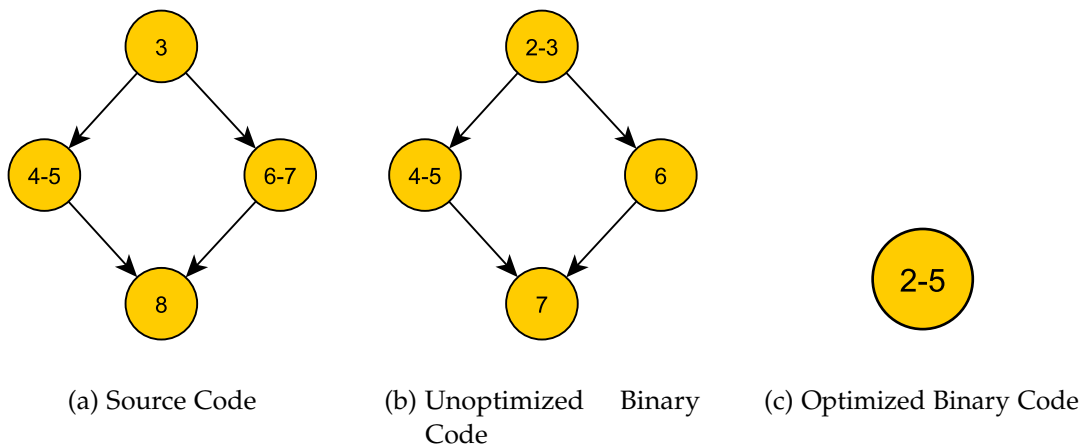 3
2-3
4-5
6-7
4-5
6
8
7
2-5
(a) Source Code
(b) Unoptimized Binary
Code
(c) Optimized Binary Code